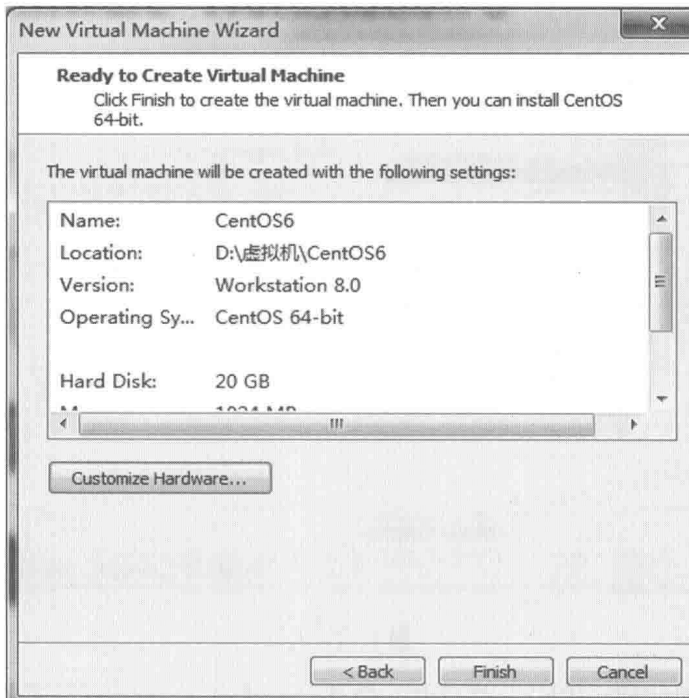 New Virtual Machine Wizard
Ready to Create Virtual Machine
Click Finish to create the virtual machine. Then you can install CentOS
64-bit.
The virtual machine will be created with the following settings:
Name: CentOS6
Location: D:\虚拟机\CentOS6
Version: Workstation 8.0
Operating Sy... CentOS 64-bit
Hard Disk: 20 GB
1024 MB
Customize Hardware...
< Back Finish Cancel